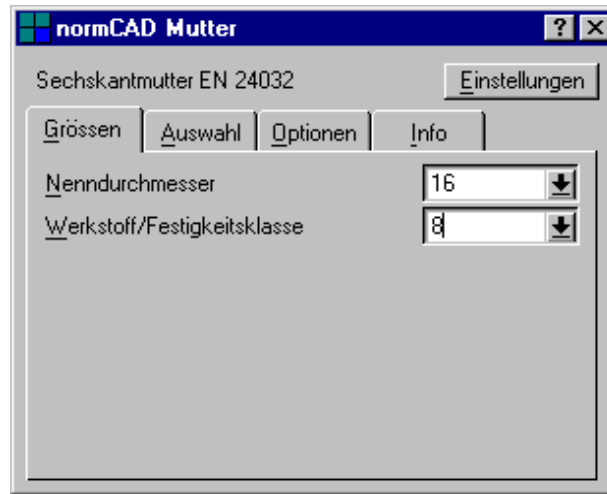 normCAD Mutter
Sechskantmutter EN 24032 Einstellungen
Grössen Auswahl Optionen Info
Nenndurchmesser 16
Werkstoff/Festigkeitsklasse 8